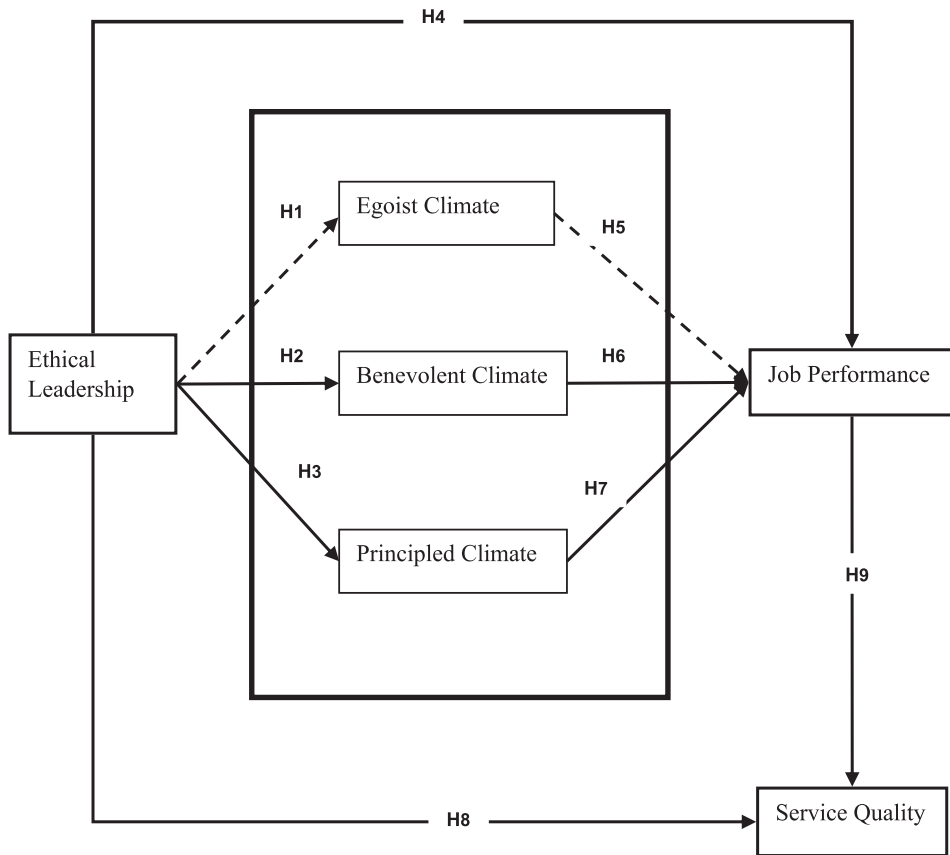 H4
H1
Egoist Climate
H5
Ethical
Leadership
H2
Benevolent Climate
H6
Job Performance
H3
H7
Principled Climate
H9
H8
Service Quality